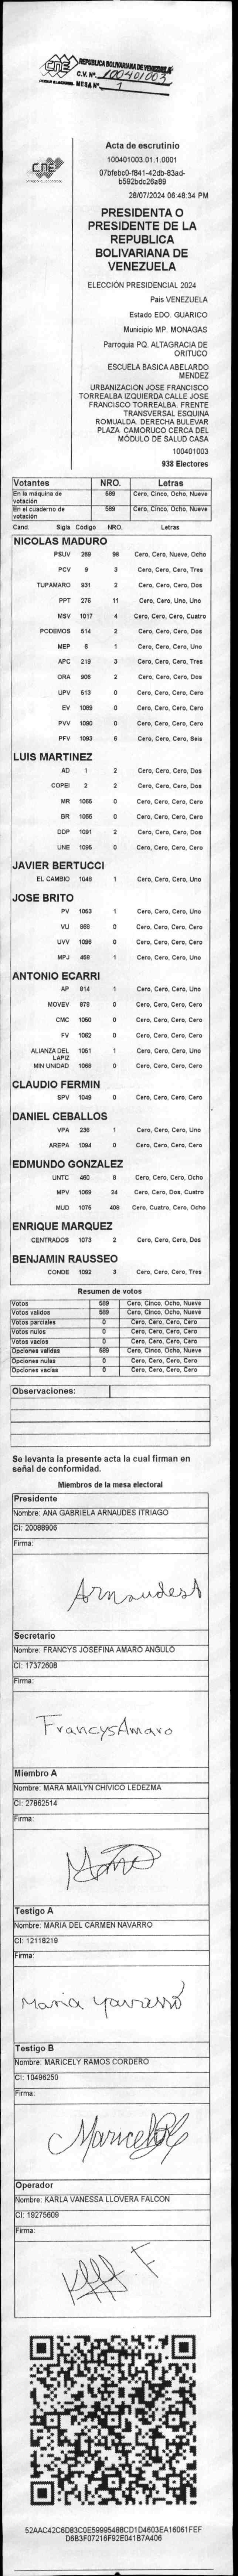 CNE
REPUBLICA BOLIVARIANA DE VENEZUELA
C.V. Nº 100401003
MESA Nº 1
CNE
Acta de escrutinio
100401003.01.1.0001
07bfebc0-f841-42db-83ad-
b592bdc26a89
28/07/2024 06:48:34 PM
PRESIDENTA O
PRESIDENTE DE LA
REPUBLICA
BOLIVARIANA DE
VENEZUELA
ELECCIÓN PRESIDENCIAL 2024
País VENEZUELA
Estado EDO. GUARICO
Municipio MP. MONAGAS
Parroquia PQ. ALTAGRACIA DE
ORITUCO
ESCUELA BASICA ABELARDO
MENDEZ
URBANIZACION JOSE FRANCISCO
TORREALBA IZQUIERDA CALLE JOSE
FRANCISCO TORREALBA. FRENTE
TRANSVERSAL ESQUINA
ROMUALDA. DERECHA BULEVAR
PLAZA CAMORUCO CERCA DEL
MÓDULO DE SALUD CASA
100401003
938 Electores
Votantes NRO. Letras
En la máquina de votación 589 Cero, Cinco, Ocho, Nueve
En el cuaderno de votación 589 Cero, Cinco, Ocho, Nueve
Cand. Sigla Código NRO. Letras
NICOLAS MADURO
PSUV 269 98 Cero, Cero, Nueve, Ocho
PCV 9 3 Cero, Cero, Cero, Tres
TUPAMARO 931 2 Cero, Cero, Cero, Dos
PPT 276 11 Cero, Cero, Uno, Uno
MSV 1017 4 Cero, Cero, Cero, Cuatro
PODEMOS 514 2 Cero, Cero, Cero, Dos
MEP 6 1 Cero, Cero, Cero, Uno
APC 219 3 Cero, Cero, Cero, Tres
ORA 906 2 Cero, Cero, Cero, Dos
UPV 513 0 Cero, Cero, Cero, Cero
EV 1089 0 Cero, Cero, Cero, Cero
PVV 1090 0 Cero, Cero, Cero, Cero
PFV 1093 6 Cero, Cero, Cero, Seis
LUIS MARTINEZ
AD 1 2 Cero, Cero, Cero, Dos
COPEI 2 2 Cero, Cero, Cero, Dos
MR 1065 0 Cero, Cero, Cero, Cero
BR 1066 0 Cero, Cero, Cero, Cero
DDP 1091 2 Cero, Cero, Cero, Dos
UNE 1095 0 Cero, Cero, Cero, Cero
JAVIER BERTUCCI
EL CAMBIO 1048 1 Cero, Cero, Cero, Uno
JOSE BRITO
PV 1053 1 Cero, Cero, Cero, Uno
VU 968 0 Cero, Cero, Cero, Cero
UVV 1096 0 Cero, Cero, Cero, Cero
MPJ 459 1 Cero, Cero, Cero, Uno
ANTONIO ECARRI
AP 914 1 Cero, Cero, Cero, Uno
MOVEV 978 0 Cero, Cero, Cero, Cero
CMC 1050 0 Cero, Cero, Cero, Cero
FV 1062 0 Cero, Cero, Cero, Cero
ALIANZA DEL LAPIZ 1051 1 Cero, Cero, Cero, Uno
MIN UNIDAD 1068 0 Cero, Cero, Cero, Cero
CLAUDIO FERMIN
SPV 1049 0 Cero, Cero, Cero, Cero
DANIEL CEBALLOS
VPA 236 1 Cero, Cero, Cero, Uno
AREPA 1094 0 Cero, Cero, Cero, Cero
EDMUNDO GONZALEZ
UNTC 460 8 Cero, Cero, Cero, Ocho
MPV 1069 24 Cero, Cero, Dos, Cuatro
MUD 1075 408 Cero, Cuatro, Cero, Ocho
ENRIQUE MARQUEZ
CENTRADOS 1073 2 Cero, Cero, Cero, Dos
BENJAMIN RAUSSEO
CONDE 1092 3 Cero, Cero, Cero, Tres
Resumen de votos
Votos 589 Cero, Cinco, Ocho, Nueve
Votos validos 589 Cero, Cinco, Ocho, Nueve
Votos parciales 0 Cero, Cero, Cero, Cero
Votos nulos 0 Cero, Cero, Cero, Cero
Votos vacíos 0 Cero, Cero, Cero, Cero
Opciones validas 589 Cero, Cinco, Ocho, Nueve
Opciones nulas 0 Cero, Cero, Cero, Cero
Opciones vacías 0 Cero, Cero, Cero, Cero
Observaciones:
Se levanta la presente acta la cual firman en
señal de conformidad.
Miembros de la mesa electoral
Presidente
Nombre: ANA GABRIELA ARNAUDES ITRIAGO
CI: 20088906
Firma:
ArnaudesA
Secretario
Nombre: FRANCYS JOSEFINA AMARO ANGULO
CI: 17372608
Firma:
FrancysAmaro
Miembro A
Nombre: MARA MAILYN CHIVICO LEDEZMA
CI: 27862514
Firma:
Testigo A
Nombre: MARIA DEL CARMEN NAVARRO
CI: 12118219
Firma:
Maria Navarro
Testigo B
Nombre: MARICELY RAMOS CORDERO
CI: 10496250
Firma:
Maricely
Operador
Nombre: KARLA VANESSA LLOVERA FALCON
CI: 19275609
Firma:
52AAC42C6D83C0E59995488CD1D4603EA16061FEF
D6B3F07216F92E041B7A406